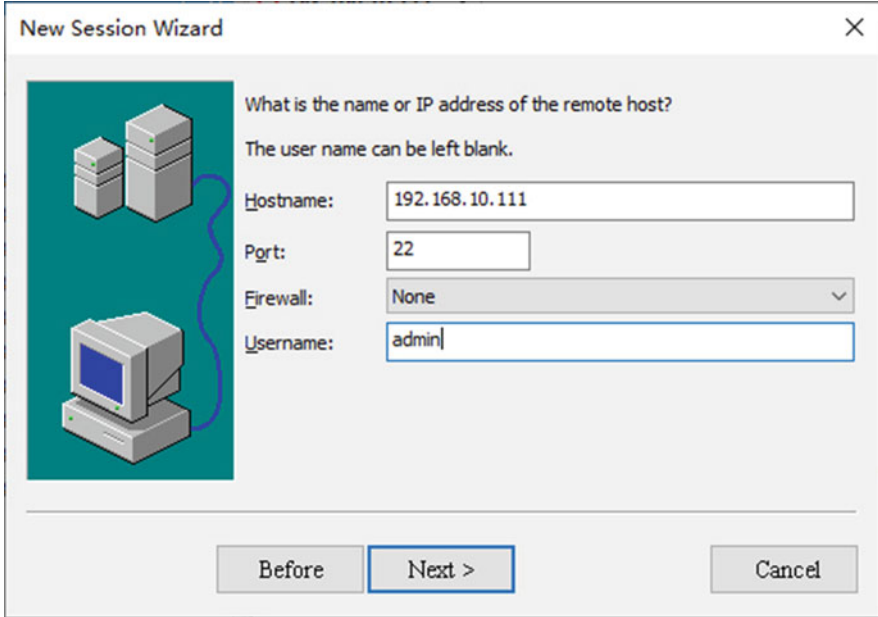 New Session Wizard
What is the name or IP address of the remote host?
The user name can be left blank.
Hostname: 192.168.10.111
Port: 22
Firewall: None
Username: admin
Before Next > Cancel